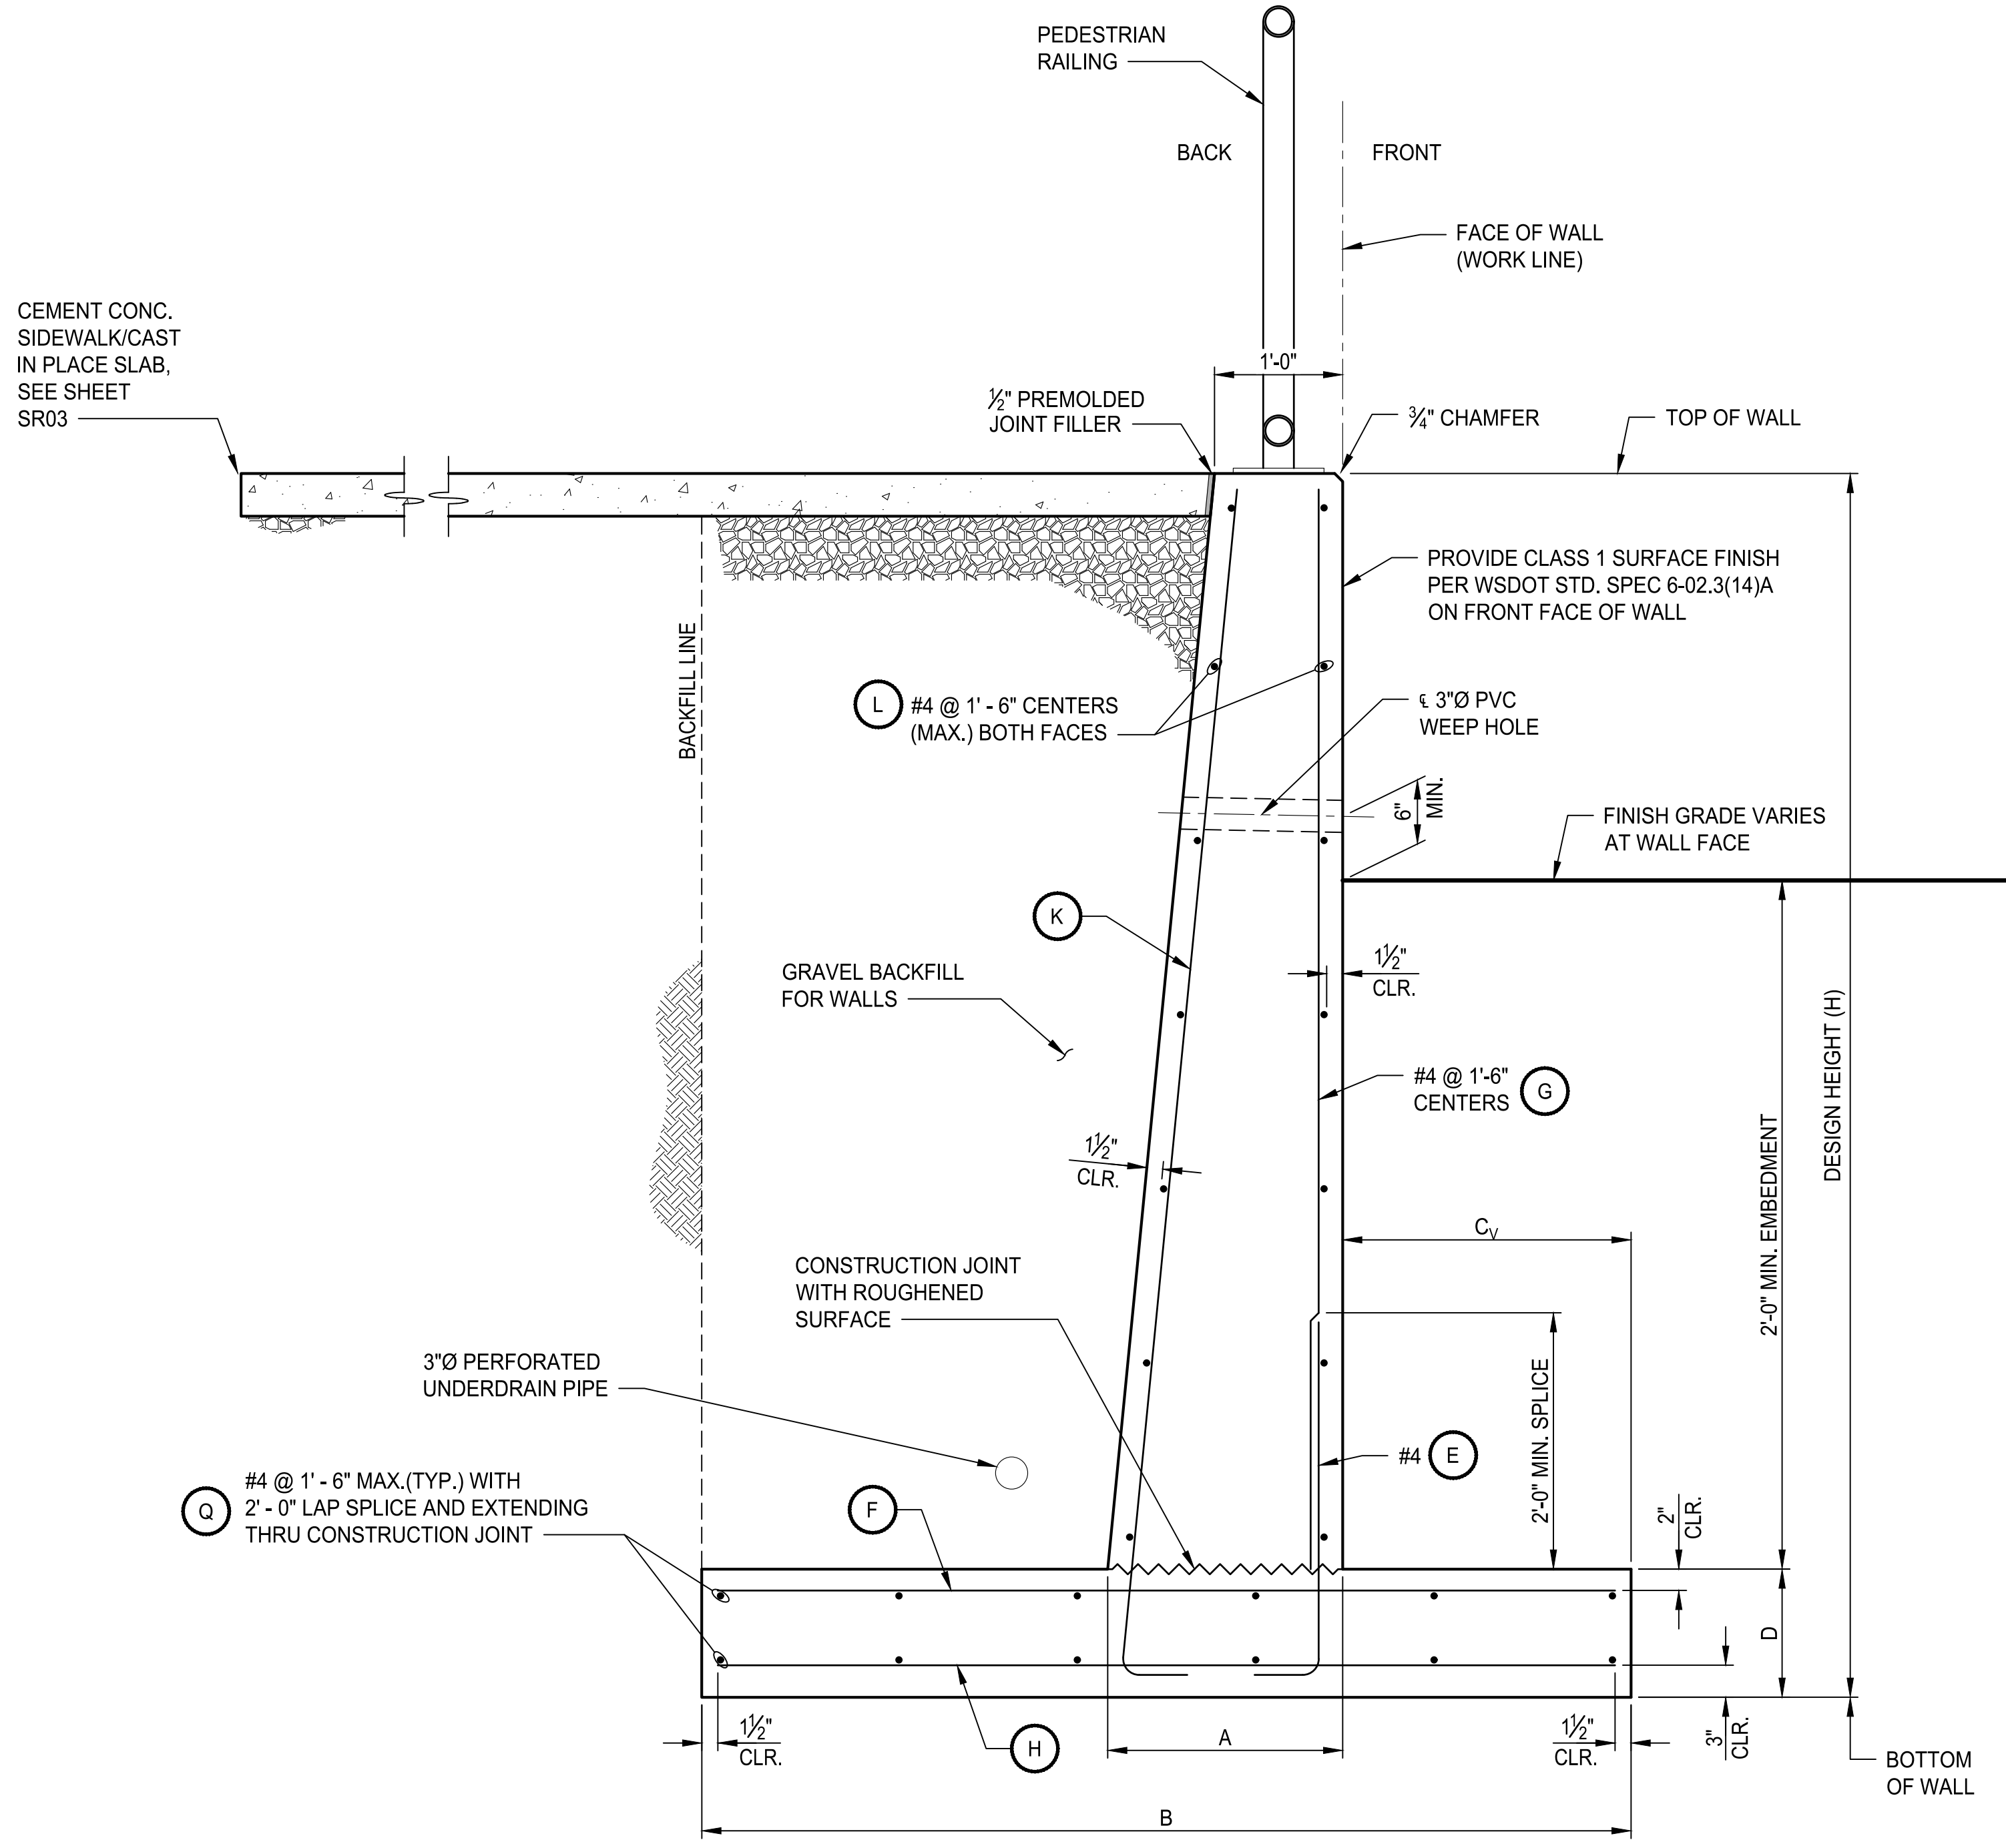 PEDESTRIAN
RAILING
BACK
FRONT
FACE OF WALL
(WORK LINE)
CEMENT CONC.
SIDEWALK/CAST
IN PLACE SLAB,
SEE SHEET
SR03
1'-0"
½" PREMOLDED
JOINT FILLER
¾" CHAMFER
TOP OF WALL
PROVIDE CLASS 1 SURFACE FINISH
PER WSDOT STD. SPEC 6-02.3(14)A
ON FRONT FACE OF WALL
BACKFILL LINE
L
#4 @ 1' - 6" CENTERS
(MAX.) BOTH FACES
℄ 3"Ø PVC
WEEP HOLE
6"
MIN.
FINISH GRADE VARIES
AT WALL FACE
K
GRAVEL BACKFILL
FOR WALLS
1½"
CLR.
DESIGN HEIGHT (H)
#4 @ 1'-6"
CENTERS
G
1½"
CLR.
2'-0" MIN. EMBEDMENT
CV
CONSTRUCTION JOINT
WITH ROUGHENED
SURFACE
3"Ø PERFORATED
UNDERDRAIN PIPE
2'-0" MIN. SPLICE
#4
E
Q
#4 @ 1' - 6" MAX.(TYP.) WITH
2' - 0" LAP SPLICE AND EXTENDING
THRU CONSTRUCTION JOINT
F
2"
CLR.
D
1½"
CLR.
H
A
1½"
CLR.
3"
CLR.
BOTTOM
OF WALL
B